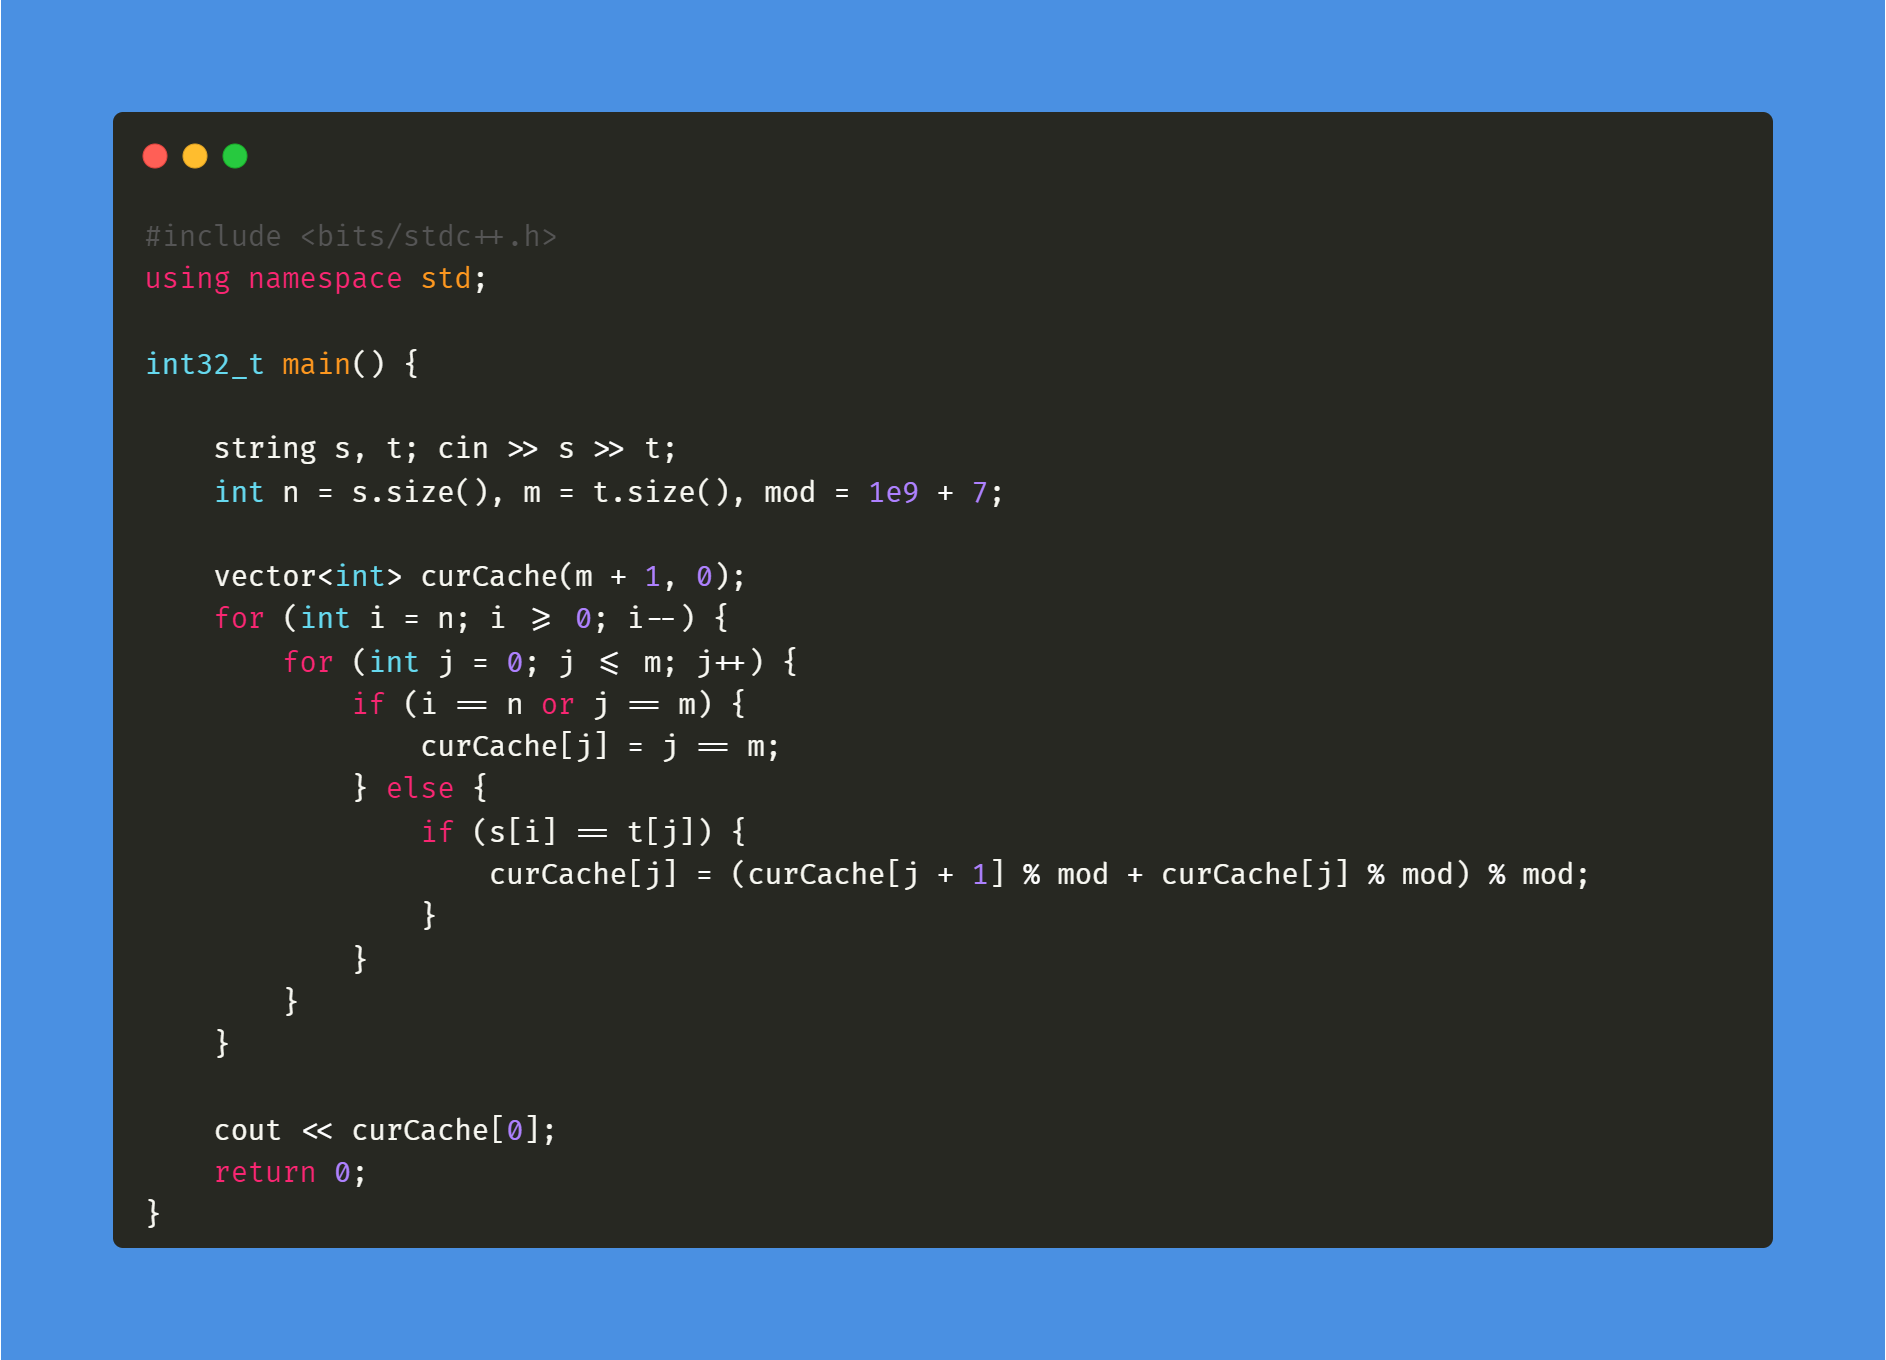 #include <bits/stdc++.h>
using namespace std;
int32_t main() {
string s, t; cin >> s >> t;
int n = s.size(), m = t.size(), mod = 1e9 + 7;
vector<int> curCache(m + 1, 0);
for (int i = n; i >= 0; i--) {
for (int j = 0; j <= m; j++) {
if (i == n or j == m) {
curCache[j] = j == m;
} else {
if (s[i] == t[j]) {
curCache[j] = (curCache[j + 1] % mod + curCache[j] % mod) % mod;
}
}
}
}
cout << curCache[0];
return 0;
}